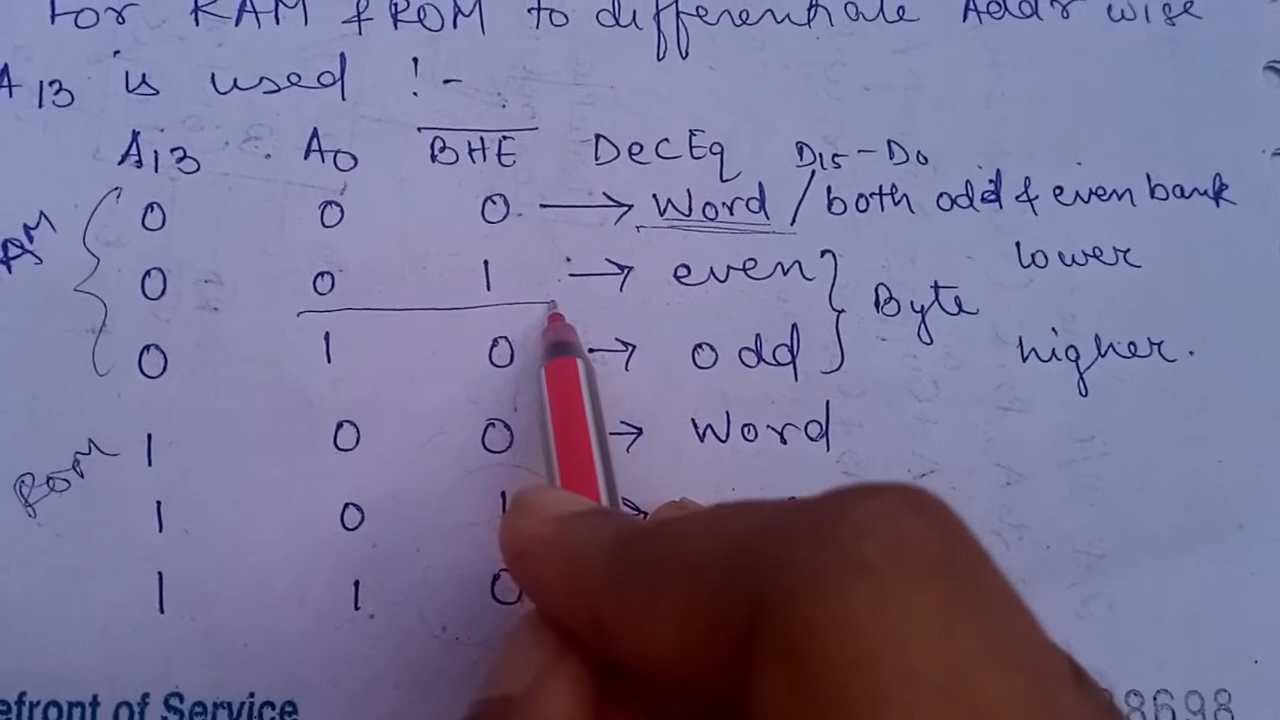 For RAM & ROM to differentiate Addr wise
A13 is used !-
A13 A0 BHE DecEq D15-D0
0 0 0 → Word / both odd & even bank
0 0 1 → even } Byte lower
0 1 0 → odd } higher.
ROM 1 0 0 → Word
1 0 1 →
1 1 0
efront of Service 8698